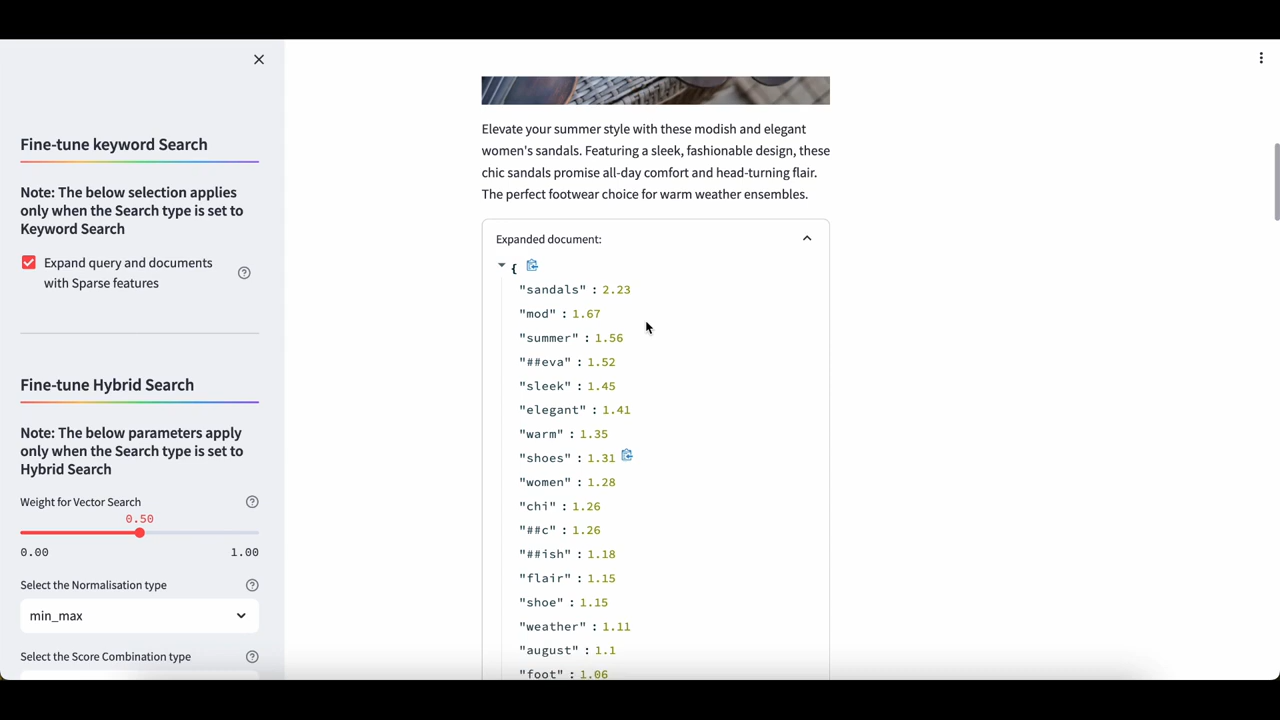 Fine-tune keyword Search
Note: The below selection applies
only when the Search type is set to
Keyword Search
Expand query and documents
with Sparse features
Fine-tune Hybrid Search
Note: The below parameters apply
only when the Search type is set to
Hybrid Search
Weight for Vector Search
0.50
0.00 1.00
Select the Normalisation type
min_max
Select the Score Combination type
Elevate your summer style with these modish and elegant
women's sandals. Featuring a sleek, fashionable design, these
chic sandals promise all-day comfort and head-turning flair.
The perfect footwear choice for warm weather ensembles.
Expanded document:
{
"sandals" : 2.23
"mod" : 1.67
"summer" : 1.56
"##eva" : 1.52
"sleek" : 1.45
"elegant" : 1.41
"warm" : 1.35
"shoes" : 1.31
"women" : 1.28
"chi" : 1.26
"##c" : 1.26
"##ish" : 1.18
"flair" : 1.15
"shoe" : 1.15
"weather" : 1.11
"august" : 1.1
"foot" : 1.06